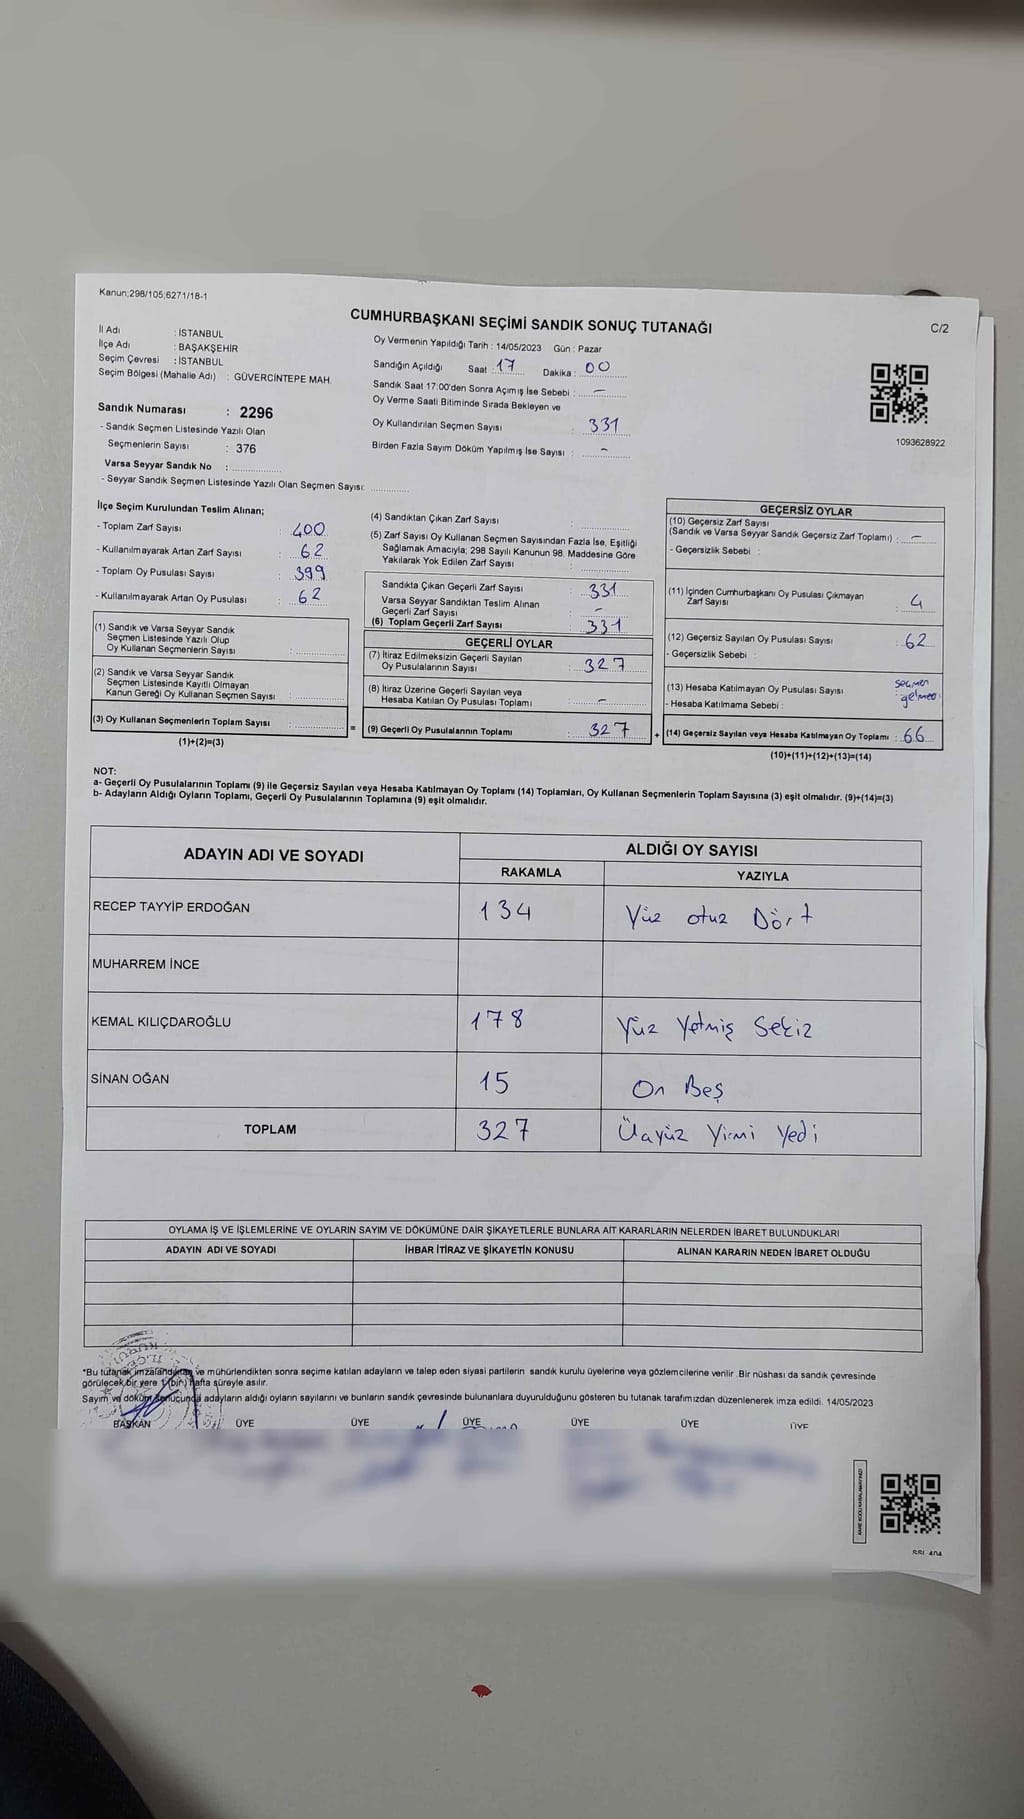 Kanun;298/105;6271/18-1
CUMHURBAŞKANI SEÇİMİ SANDIK SONUÇ TUTANAĞI
C/2
İl Adı : İSTANBUL
İlçe Adı : BAŞAKŞEHİR
Seçim Çevresi : İSTANBUL
Seçim Bölgesi (Mahalle Adı) : GÜVERCİNTEPE MAH.
Oy Vermenin Yapıldığı Tarih : 14/05/2023 Gün : Pazar
Sandığın Açıldığı Saat : 17 Dakika : 00
Sandık Saat 17:00'den Sonra Açımış İse Sebebi : -
Oy Verme Saati Bitiminde Sırada Bekleyen ve
Oy Kullandırılan Seçmen Sayısı : 331
Birden Fazla Sayım Döküm Yapılmış İse Sayısı : -
1093628922
Sandık Numarası : 2296
- Sandık Seçmen Listesinde Yazılı Olan
Seçmenlerin Sayısı : 376
Varsa Seyyar Sandık No :
- Seyyar Sandık Seçmen Listesinde Yazılı Olan Seçmen Sayısı:
İlçe Seçim Kurulundan Teslim Alınan;
- Toplam Zarf Sayısı : 400
- Kullanılmayarak Artan Zarf Sayısı : 62
- Toplam Oy Pusulası Sayısı : 399
- Kullanılmayarak Artan Oy Pusulası : 62
(1) Sandık ve Varsa Seyyar Sandık
Seçmen Listesinde Yazılı Olup
Oy Kullanan Seçmenlerin Sayısı :
(2) Sandık ve Varsa Seyyar Sandık
Seçmen Listesinde Kayıtlı Olmayan
Kanun Gereği Oy Kullanan Seçmen Sayısı :
(3) Oy Kullanan Seçmenlerin Toplam Sayısı :
(1)+(2)=(3)
=
(4) Sandıktan Çıkan Zarf Sayısı :
(5) Zarf Sayısı Oy Kullanan Seçmen Sayısından Fazla İse, Eşitliği
Sağlamak Amacıyla; 298 Sayılı Kanunun 98. Maddesine Göre
Yakılarak Yok Edilen Zarf Sayısı :
Sandıkta Çıkan Geçerli Zarf Sayısı : 331
Varsa Seyyar Sandıktan Teslim Alınan
Geçerli Zarf Sayısı : -
(6) Toplam Geçerli Zarf Sayısı : 331
GEÇERLİ OYLAR
(7) İtiraz Edilmeksizin Geçerli Sayılan
Oy Pusulalarının Sayısı : 327
(8) İtiraz Üzerine Geçerli Sayılan veya
Hesaba Katılan Oy Pusulası Toplamı : -
(9) Geçerli Oy Pusulalarının Toplamı : 327
+
GEÇERSİZ OYLAR
(10) Geçersiz Zarf Sayısı
(Sandık ve Varsa Seyyar Sandık Geçersiz Zarf Toplamı) : -
- Geçersizlik Sebebi :
(11) İçinden Cumhurbaşkanı Oy Pusulası Çıkmayan
Zarf Sayısı : 4
(12) Geçersiz Sayılan Oy Pusulası Sayısı : 62
- Geçersizlik Sebebi :
(13) Hesaba Katılmayan Oy Pusulası Sayısı : seçmen
- Hesaba Katılmama Sebebi : gelmedi
(14) Geçersiz Sayılan veya Hesaba Katılmayan Oy Toplamı : 66
(10)+(11)+(12)+(13)=(14)
NOT:
a- Geçerli Oy Pusulalarının Toplamı (9) ile Geçersiz Sayılan veya Hesaba Katılmayan Oy Toplamı (14) Toplamları, Oy Kullanan Seçmenlerin Toplam Sayısına (3) eşit olmalıdır. (9)+(14)=(3)
b- Adayların Aldığı Oyların Toplamı, Geçerli Oy Pusulalarının Toplamına (9) eşit olmalıdır.
ADAYIN ADI VE SOYADI
ALDIĞI OY SAYISI
RAKAMLA YAZIYLA
RECEP TAYYİP ERDOĞAN 134 Yüz otuz Dört
MUHARREM İNCE
KEMAL KILIÇDAROĞLU 178 Yüz Yetmiş Sekiz
SİNAN OĞAN 15 On Beş
TOPLAM 327 Üçyüz Yirmi Yedi
OYLAMA İŞ VE İŞLEMLERİNE VE OYLARIN SAYIM VE DÖKÜMÜNE DAİR ŞİKAYETLERLE BUNLARA AİT KARARLARIN NELERDEN İBARET BULUNDUKLARI
ADAYIN ADI VE SOYADI İHBAR İTİRAZ VE ŞİKAYETİN KONUSU ALINAN KARARIN NEDEN İBARET OLDUĞU
*Bu tutanak imzalandıktan ve mühürlendikten sonra seçime katılan adayların ve talep eden siyasi partilerin sandık kurulu üyelerine veya gözlemcilerine verilir. Bir nüshası da sandık çevresinde
görülecek bir yere 1 (bir) hafta süreyle asılır.
Sayım ve döküm sonucunda adayların aldığı oyların sayılarını ve bunların sandık çevresinde bulunanlara duyurulduğunu gösteren bu tutanak tarafımızdan düzenlenerek imza edildi. 14/05/2023
BAŞKAN ÜYE ÜYE ÜYE ÜYE ÜYE ÜYE